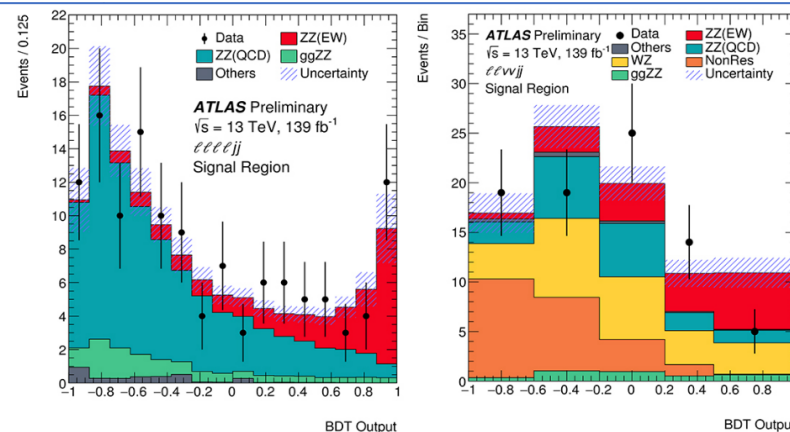 Events / 0.125
22
20
18
16
14
12
10
8
6
4
2
0
Data
ZZ(EW)
ZZ(QCD)
ggZZ
Others
Uncertainty
ATLAS Preliminary
√s = 13 TeV, 139 fb⁻¹
ℓℓℓℓjj
Signal Region
−1 −0.8 −0.6 −0.4 −0.2 0 0.2 0.4 0.6 0.8 1
BDT Output
Events / Bin
35
30
25
20
15
10
5
0
ATLAS Preliminary
√s = 13 TeV, 139 fb⁻¹
ℓℓννjj
Signal Region
Data
ZZ(EW)
Others
ZZ(QCD)
WZ
NonRes
ggZZ
Uncertainty
−1 −0.8 −0.6 −0.4 −0.2 0 0.2 0.4 0.6 0.8
BDT Output